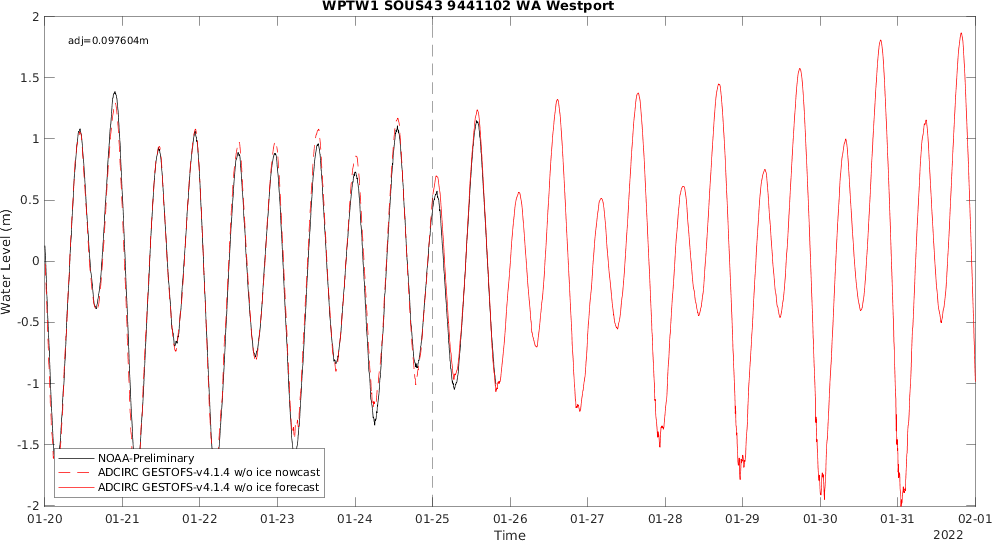 WPTW1 SOUS43 9441102 WA Westport
adj=0.097604m
2
1.5
1
0.5
0
-0.5
-1
-1.5
-2
Water Level (m)
NOAA-Preliminary
ADCIRC GESTOFS-v4.1.4 w/o ice nowcast
ADCIRC GESTOFS-v4.1.4 w/o ice forecast
01-20 01-21 01-22 01-23 01-24 01-25 01-26 01-27 01-28 01-29 01-30 01-31 02-01
Time
2022